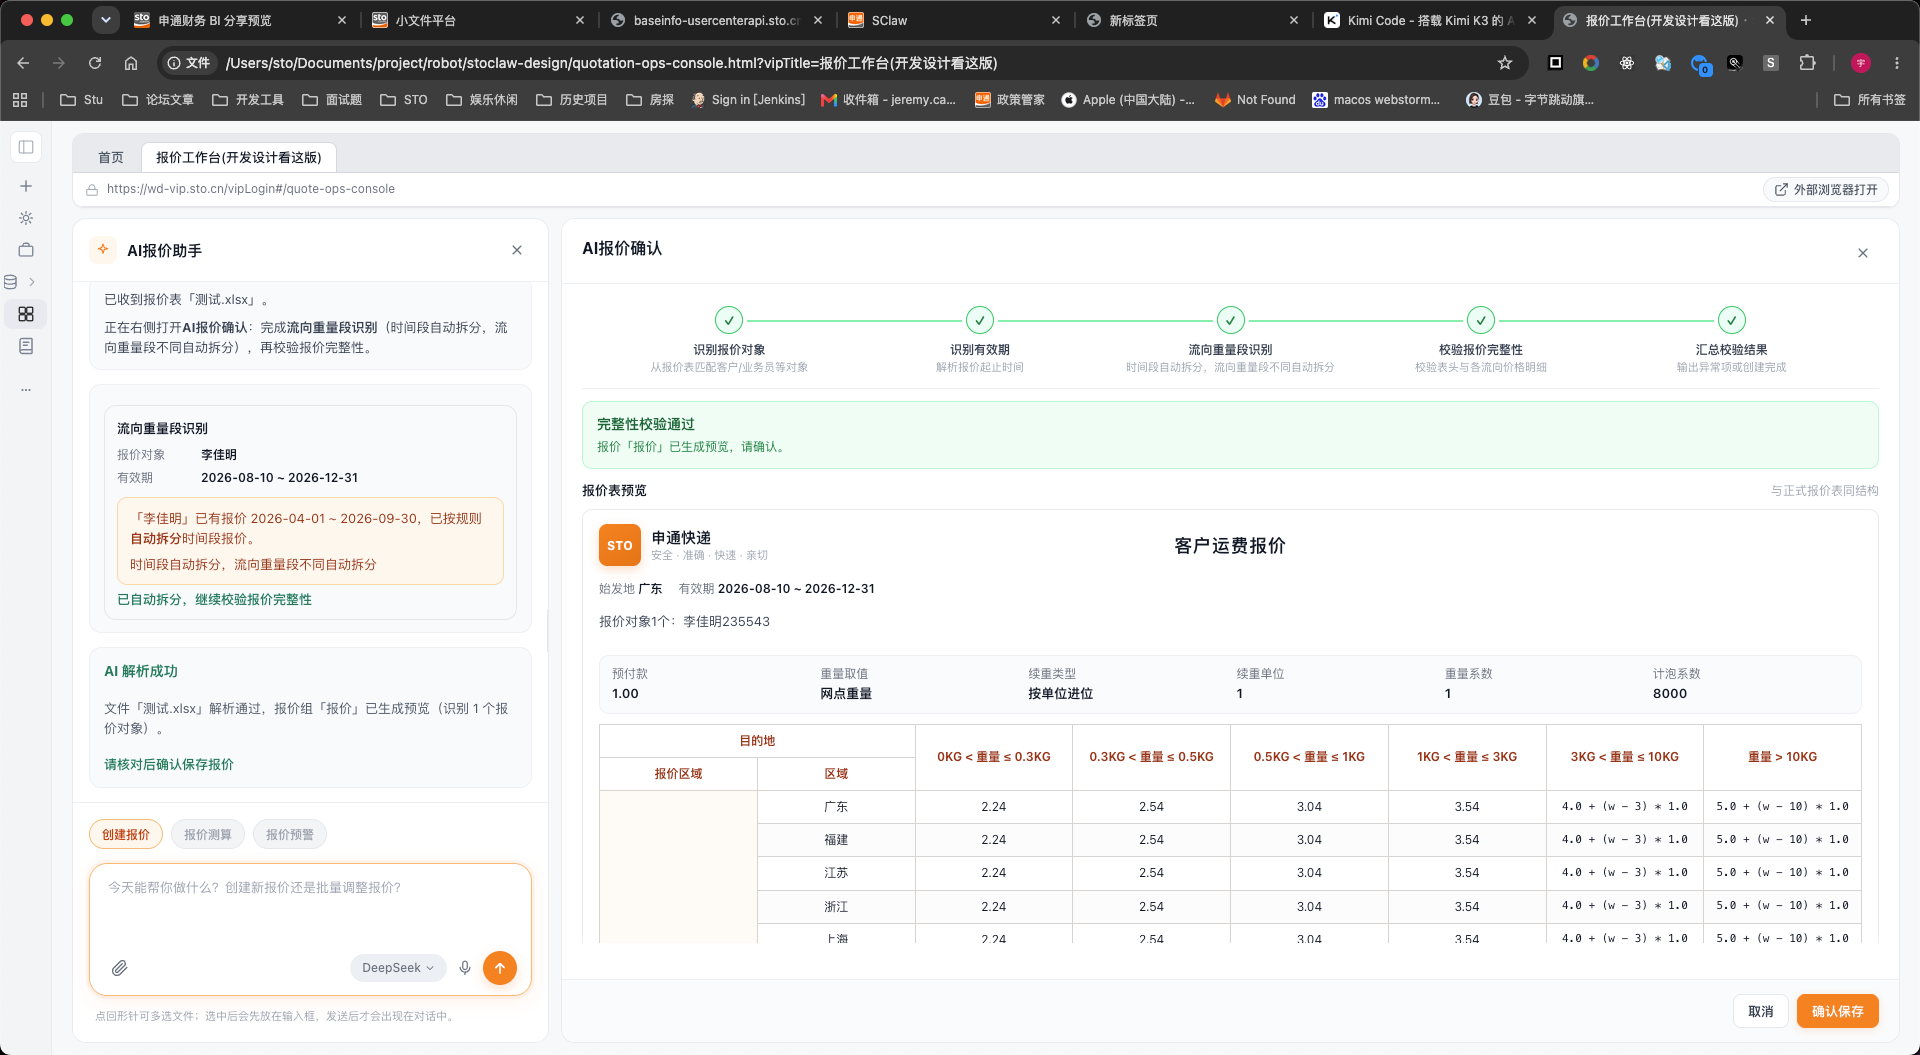 申通财务 BI 分享预览
小文件平台
baseinfo-usercenterapi.sto.cn
SClaw
新标签页
Kimi Code - 搭载 Kimi K3 的 A
报价工作台(开发设计看这版)
文件
/Users/sto/Documents/project/robot/stoclaw-design/quotation-ops-console.html?vipTitle=报价工作台(开发设计看这版)
0
S
宇
Stu
论坛文章
开发工具
面试题
STO
娱乐休闲
历史项目
房探
Sign in [Jenkins]
收件箱 - jeremy.ca...
政策管家
Apple (中国大陆) -...
Not Found
macos webstorm...
豆包 - 字节跳动旗...
所有书签
首页
报价工作台(开发设计看这版)
https://wd-vip.sto.cn/vipLogin#/quote-ops-console
外部浏览器打开
AI报价助手
已收到报价表「测试.xlsx」。
正在右侧打开AI报价确认：完成流向重量段识别（时间段自动拆分，流
向重量段不同自动拆分），再校验报价完整性。
流向重量段识别
报价对象 李佳明
有效期 2026-08-10 ~ 2026-12-31
「李佳明」已有报价 2026-04-01 ~ 2026-09-30，已按规则
自动拆分时间段报价。
时间段自动拆分，流向重量段不同自动拆分
已自动拆分，继续校验报价完整性
AI 解析成功
文件「测试.xlsx」解析通过，报价组「报价」已生成预览（识别 1 个报
价对象）。
请核对后确认保存报价
创建报价
报价测算
报价预警
今天能帮你做什么？创建新报价还是批量调整报价？
DeepSeek
点回形针可多选文件；选中后会先放在输入框，发送后才会出现在对话中。
AI报价确认
识别报价对象
从报价表匹配客户/业务员等对象
识别有效期
解析报价起止时间
流向重量段识别
时间段自动拆分，流向重量段不同自动拆分
校验报价完整性
校验表头与各流向价格明细
汇总校验结果
输出异常项或创建完成
完整性校验通过
报价「报价」已生成预览，请确认。
报价表预览
与正式报价表同结构
STO
申通快递
安全 · 准确 · 快速 · 亲切
客户运费报价
始发地 广东 有效期 2026-08-10 ~ 2026-12-31
报价对象1个：李佳明235543
预付款 重量取值 续重类型 续重单位 重量系数 计泡系数
1.00 网点重量 按单位进位 1 1 8000
目的地 0KG < 重量 ≤ 0.3KG 0.3KG < 重量 ≤ 0.5KG 0.5KG < 重量 ≤ 1KG 1KG < 重量 ≤ 3KG 3KG < 重量 ≤ 10KG 重量 > 10KG
报价区域 区域
广东 2.24 2.54 3.04 3.54 4.0 + (w - 3) * 1.0 5.0 + (w - 10) * 1.0
福建 2.24 2.54 3.04 3.54 4.0 + (w - 3) * 1.0 5.0 + (w - 10) * 1.0
江苏 2.24 2.54 3.04 3.54 4.0 + (w - 3) * 1.0 5.0 + (w - 10) * 1.0
浙江 2.24 2.54 3.04 3.54 4.0 + (w - 3) * 1.0 5.0 + (w - 10) * 1.0
上海 2.24 2.54 3.04 3.54 4.0 + (w - 3) * 1.0 5.0 + (w - 10) * 1.0
取消
确认保存